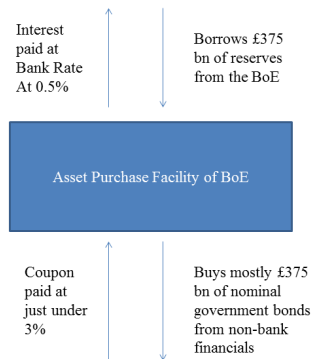 Interest
paid at
Bank Rate
At 0.5%
Borrows £375
bn of reserves
from the BoE
Asset Purchase Facility of BoE
Coupon
paid at
just under
3%
Buys mostly £375
bn of nominal
government bonds
from non-bank
financials